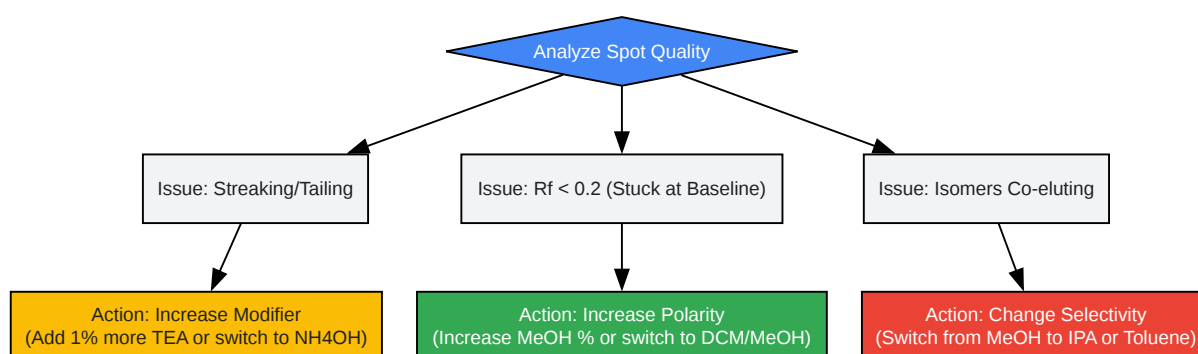 Analyze Spot Quality
Issue: Streaking/Tailing
Issue: Rf < 0.2 (Stuck at Baseline)
Issue: Isomers Co-eluting
Action: Increase Modifier
(Add 1% more TEA or switch to NH4OH)
Action: Increase Polarity
(Increase MeOH % or switch to DCM/MeOH)
Action: Change Selectivity
(Switch from MeOH to IPA or Toluene)